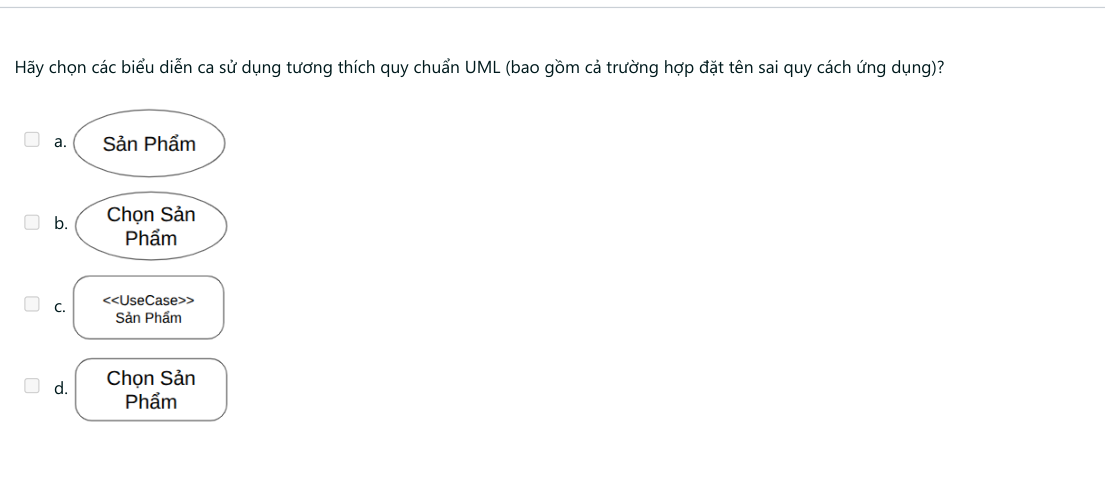 Hãy chọn các biểu diễn ca sử dụng tương thích quy chuẩn UML (bao gồm cả trường hợp đặt tên sai quy cách ứng dụng)?
a. Sản Phẩm
b. Chọn Sản
Phẩm
<<UseCase>>
c. Sản Phẩm
d. Chọn Sản
Phẩm